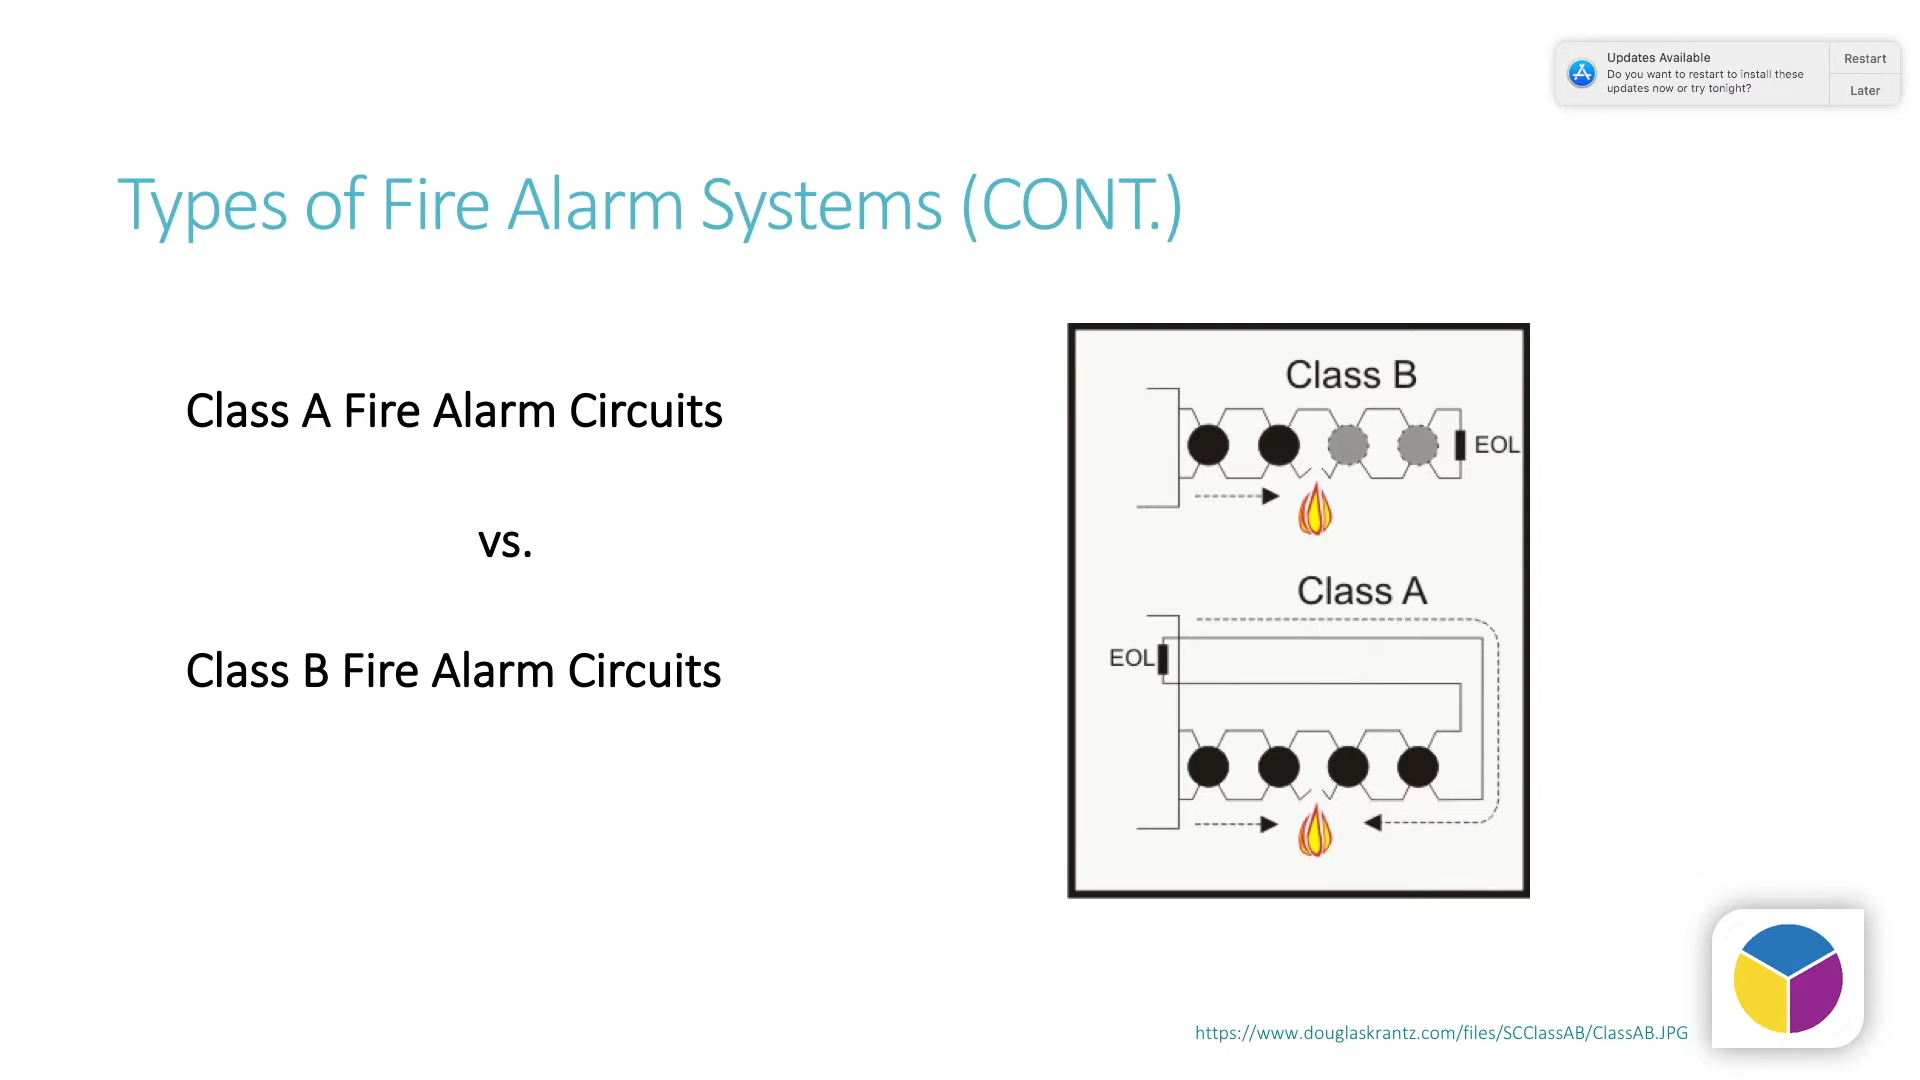 Updates Available
Do you want to restart to install these
updates now or try tonight?
Restart
Later
Types of Fire Alarm Systems (CONT.)
Class A Fire Alarm Circuits
vs.
Class B Fire Alarm Circuits
Class B
EOL
Class A
EOL
https://www.douglaskrantz.com/files/SCClassAB/ClassAB.JPG